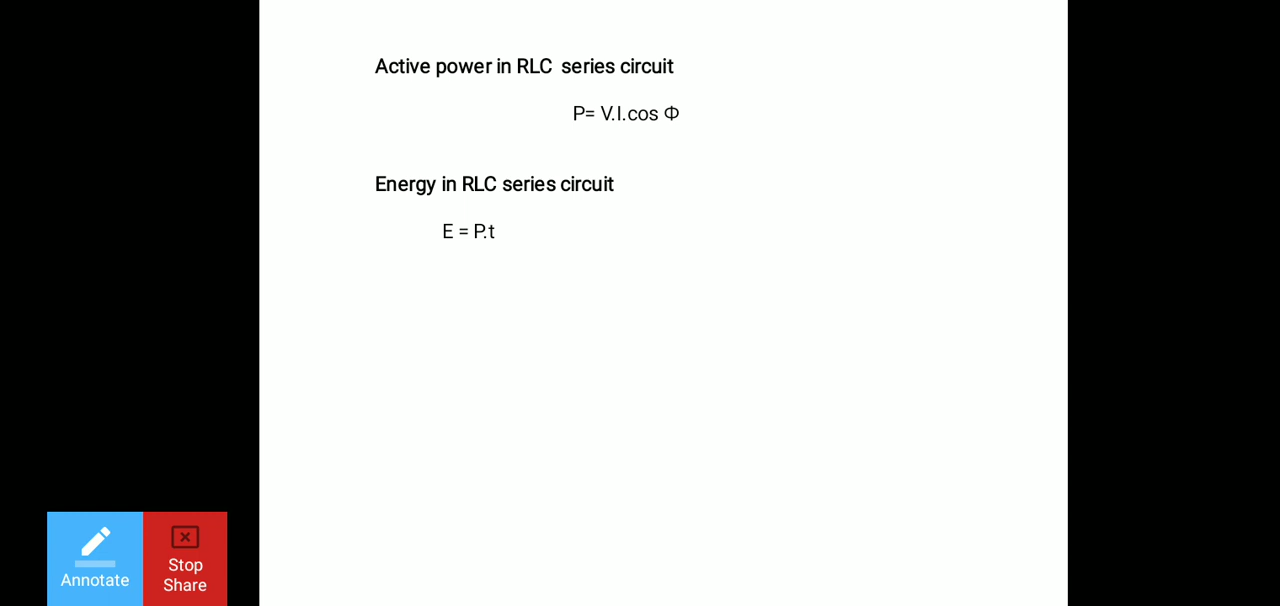 Active power in RLC series circuit
P= V.I.cos Φ
Energy in RLC series circuit
E = P.t
Annotate
Stop
Share